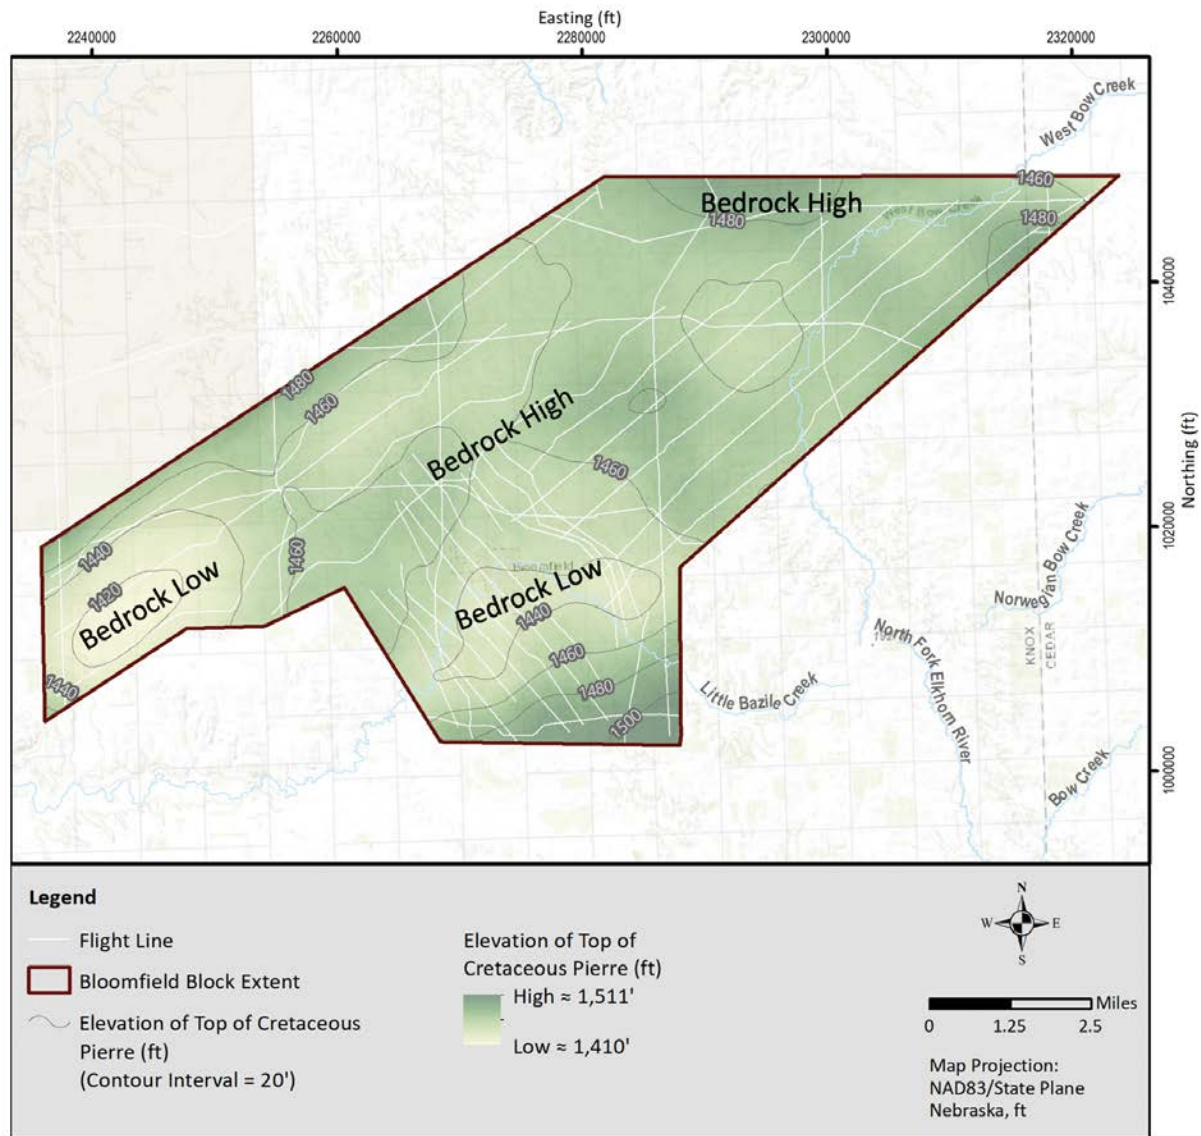 Easting (ft)
2240000
2260000
2280000
2300000
2320000
West Bow Creek
1460
Bedrock High
West Bow Creek
1480
1480
1040000
1480
1460
Bedrock High
1460
Northing (ft)
1020000
1440
1460
Bloomfield
1420
Bedrock Low
Bedrock Low
1440
Norwegian Bow Creek
KNOX
CEDAR
North Fork Elkhorn River
1460
1440
1480
Little Bazile Creek
1500
1000000
Bow Creek
Legend
Flight Line
Bloomfield Block Extent
Elevation of Top of Cretaceous
Pierre (ft)
(Contour Interval = 20')
Elevation of Top of
Cretaceous Pierre (ft)
High ≈ 1,511'
Low ≈ 1,410'
N
W
E
S
Miles
0
1.25
2.5
Map Projection:
NAD83/State Plane
Nebraska, ft